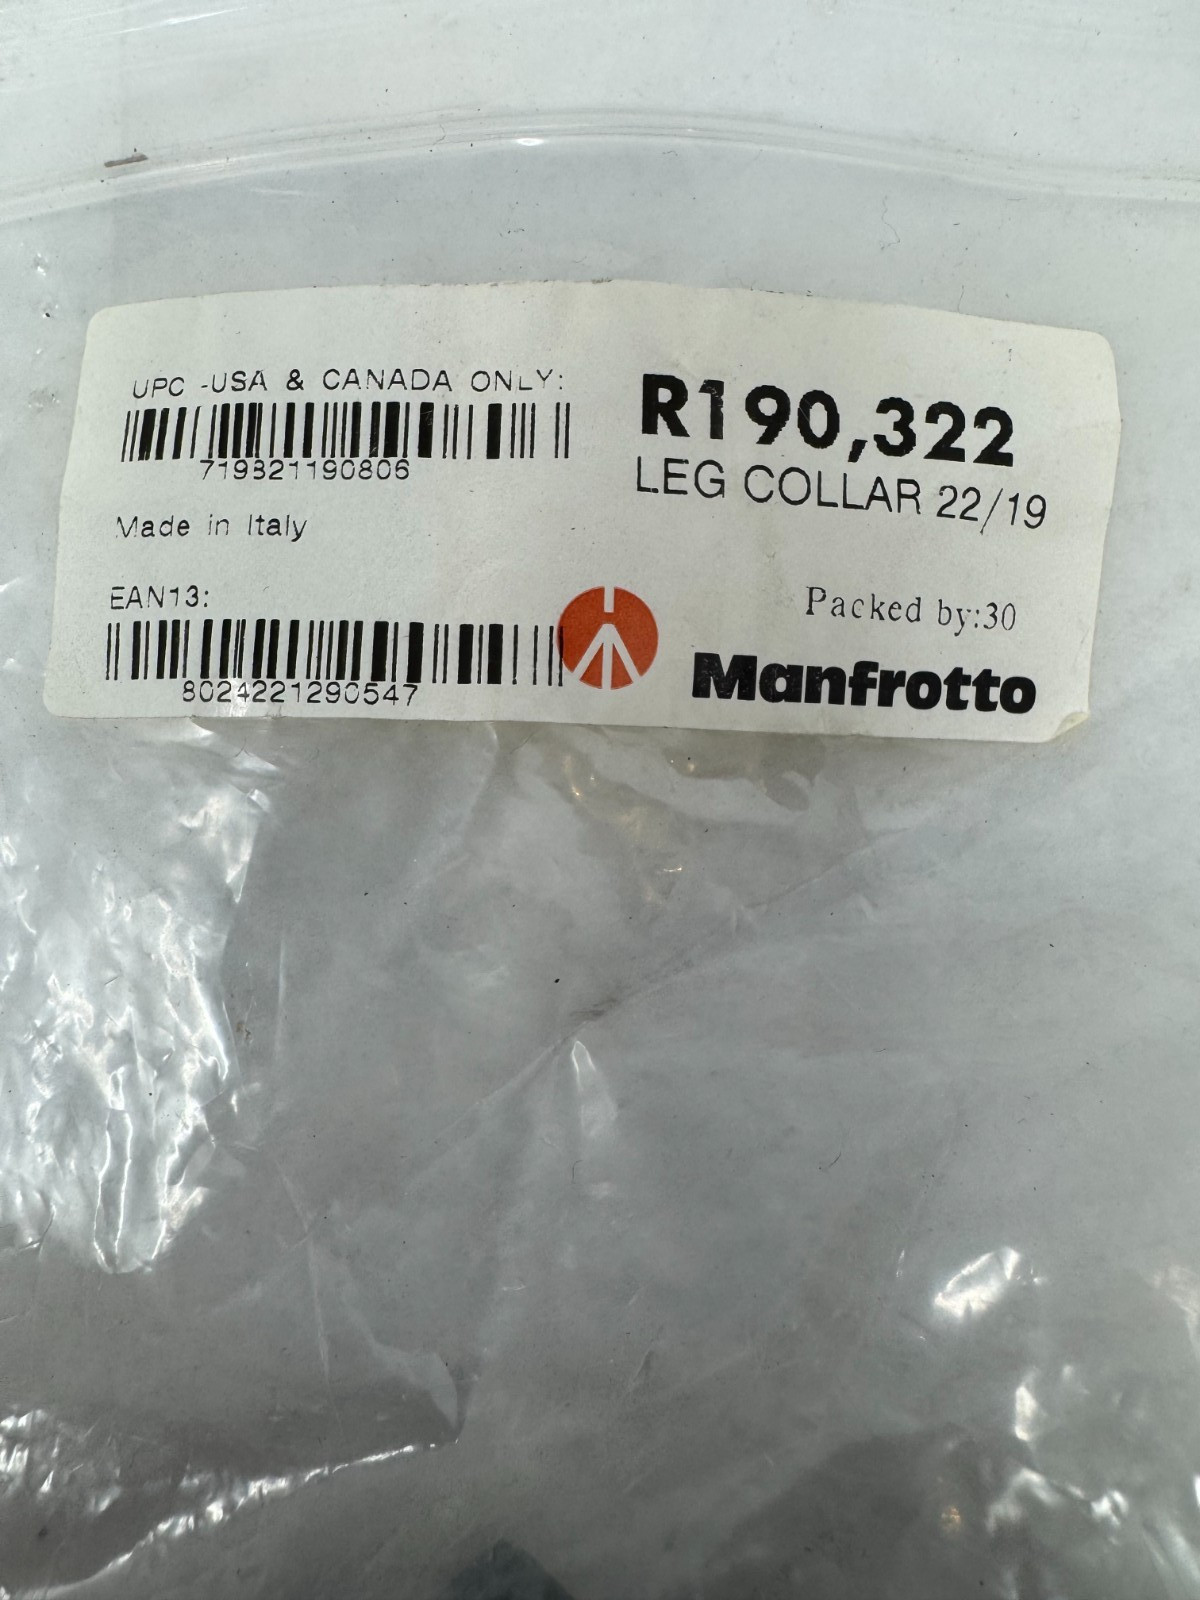 UPC -USA & CANADA ONLY:
719821190806
Made in Italy
EAN13:
8024221290547
R190,322
LEG COLLAR 22/19
Packed by:30
Manfrotto